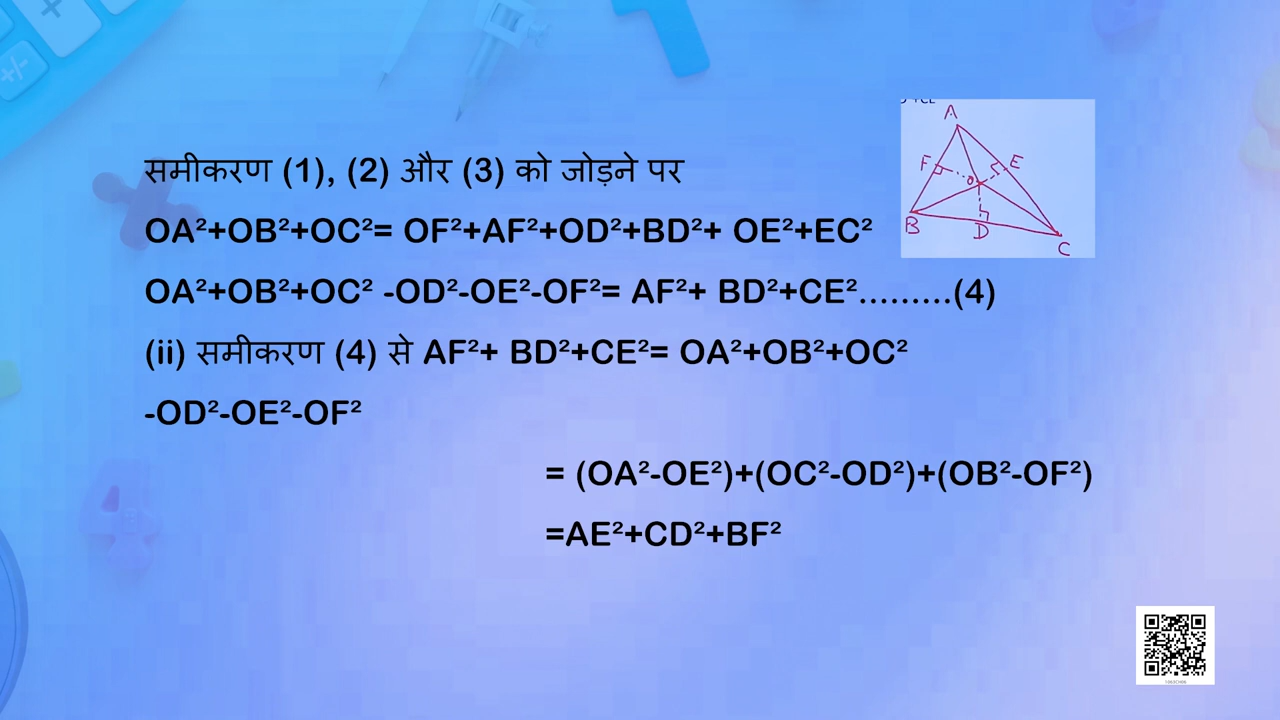 समीकरण (1), (2) और (3) को जोड़ने पर
OA²+OB²+OC²= OF²+AF²+OD²+BD²+ OE²+EC²
OA²+OB²+OC² -OD²-OE²-OF²= AF²+ BD²+CE².........(4)
(ii) समीकरण (4) से AF²+ BD²+CE²= OA²+OB²+OC²
-OD²-OE²-OF²
= (OA²-OE²)+(OC²-OD²)+(OB²-OF²)
=AE²+CD²+BF²
A
F
E
O
B
D
C